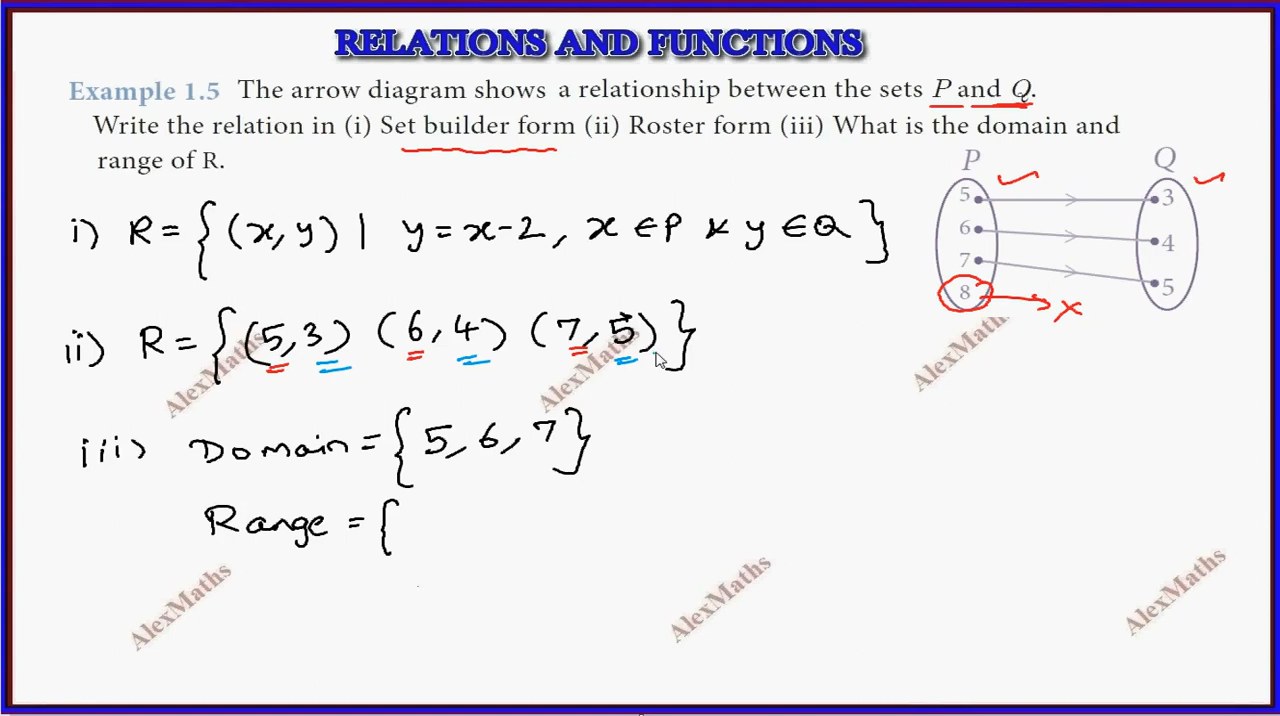 RELATIONS AND FUNCTIONS
Example 1.5 The arrow diagram shows a relationship between the sets P and Q.
Write the relation in (i) Set builder form (ii) Roster form (iii) What is the domain and
range of R.
P
Q
5
3
6
4
7
5
8
x
i) R = { (x, y) | y = x-2, x ∈ P & y ∈ Q }
ii) R = { (5, 3) (6, 4) (7, 5) }
iii) Domain = { 5, 6, 7 }
Range = {
AlexMaths
AlexMaths
AlexMaths
AlexMaths
AlexMaths
AlexMaths